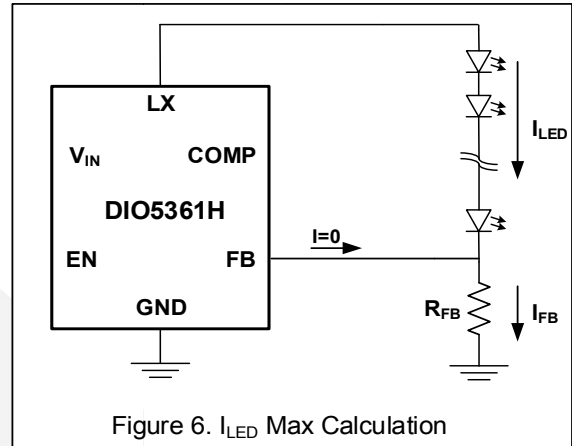 LX
I_LED
V_IN
COMP
DIO5361H
I=0
EN
FB
R_FB
I_FB
GND
Figure 6. I_LED Max Calculation